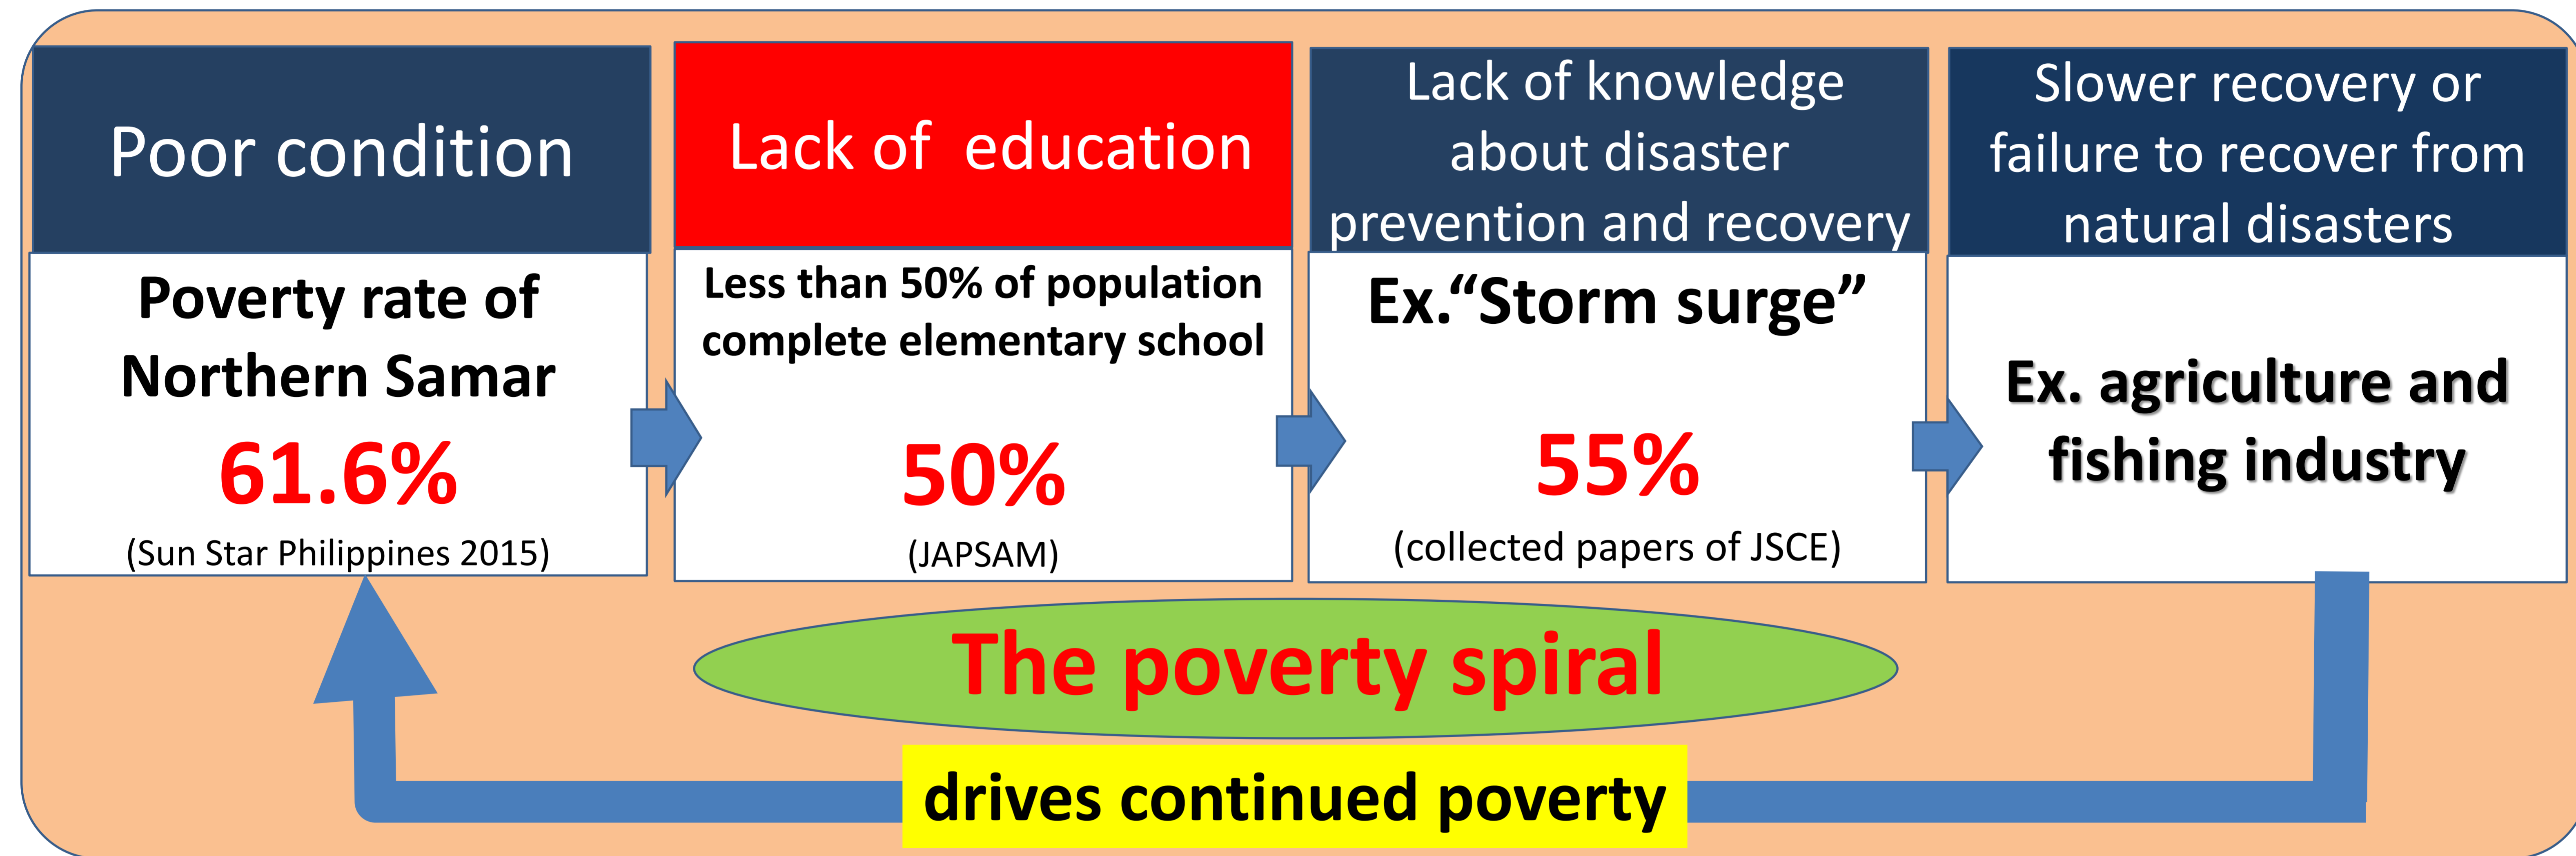 Poor condition
Poverty rate of
Northern Samar
61.6%
(Sun Star Philippines 2015)
Lack of  education
Less than 50% of population
complete elementary school
50%
(JAPSAM)
Lack of knowledge
about disaster
prevention and recovery
Ex.“Storm surge”
55%
(collected papers of JSCE)
Slower recovery or
failure to recover from
natural disasters
Ex. agriculture and
fishing industry
The poverty spiral
drives continued poverty